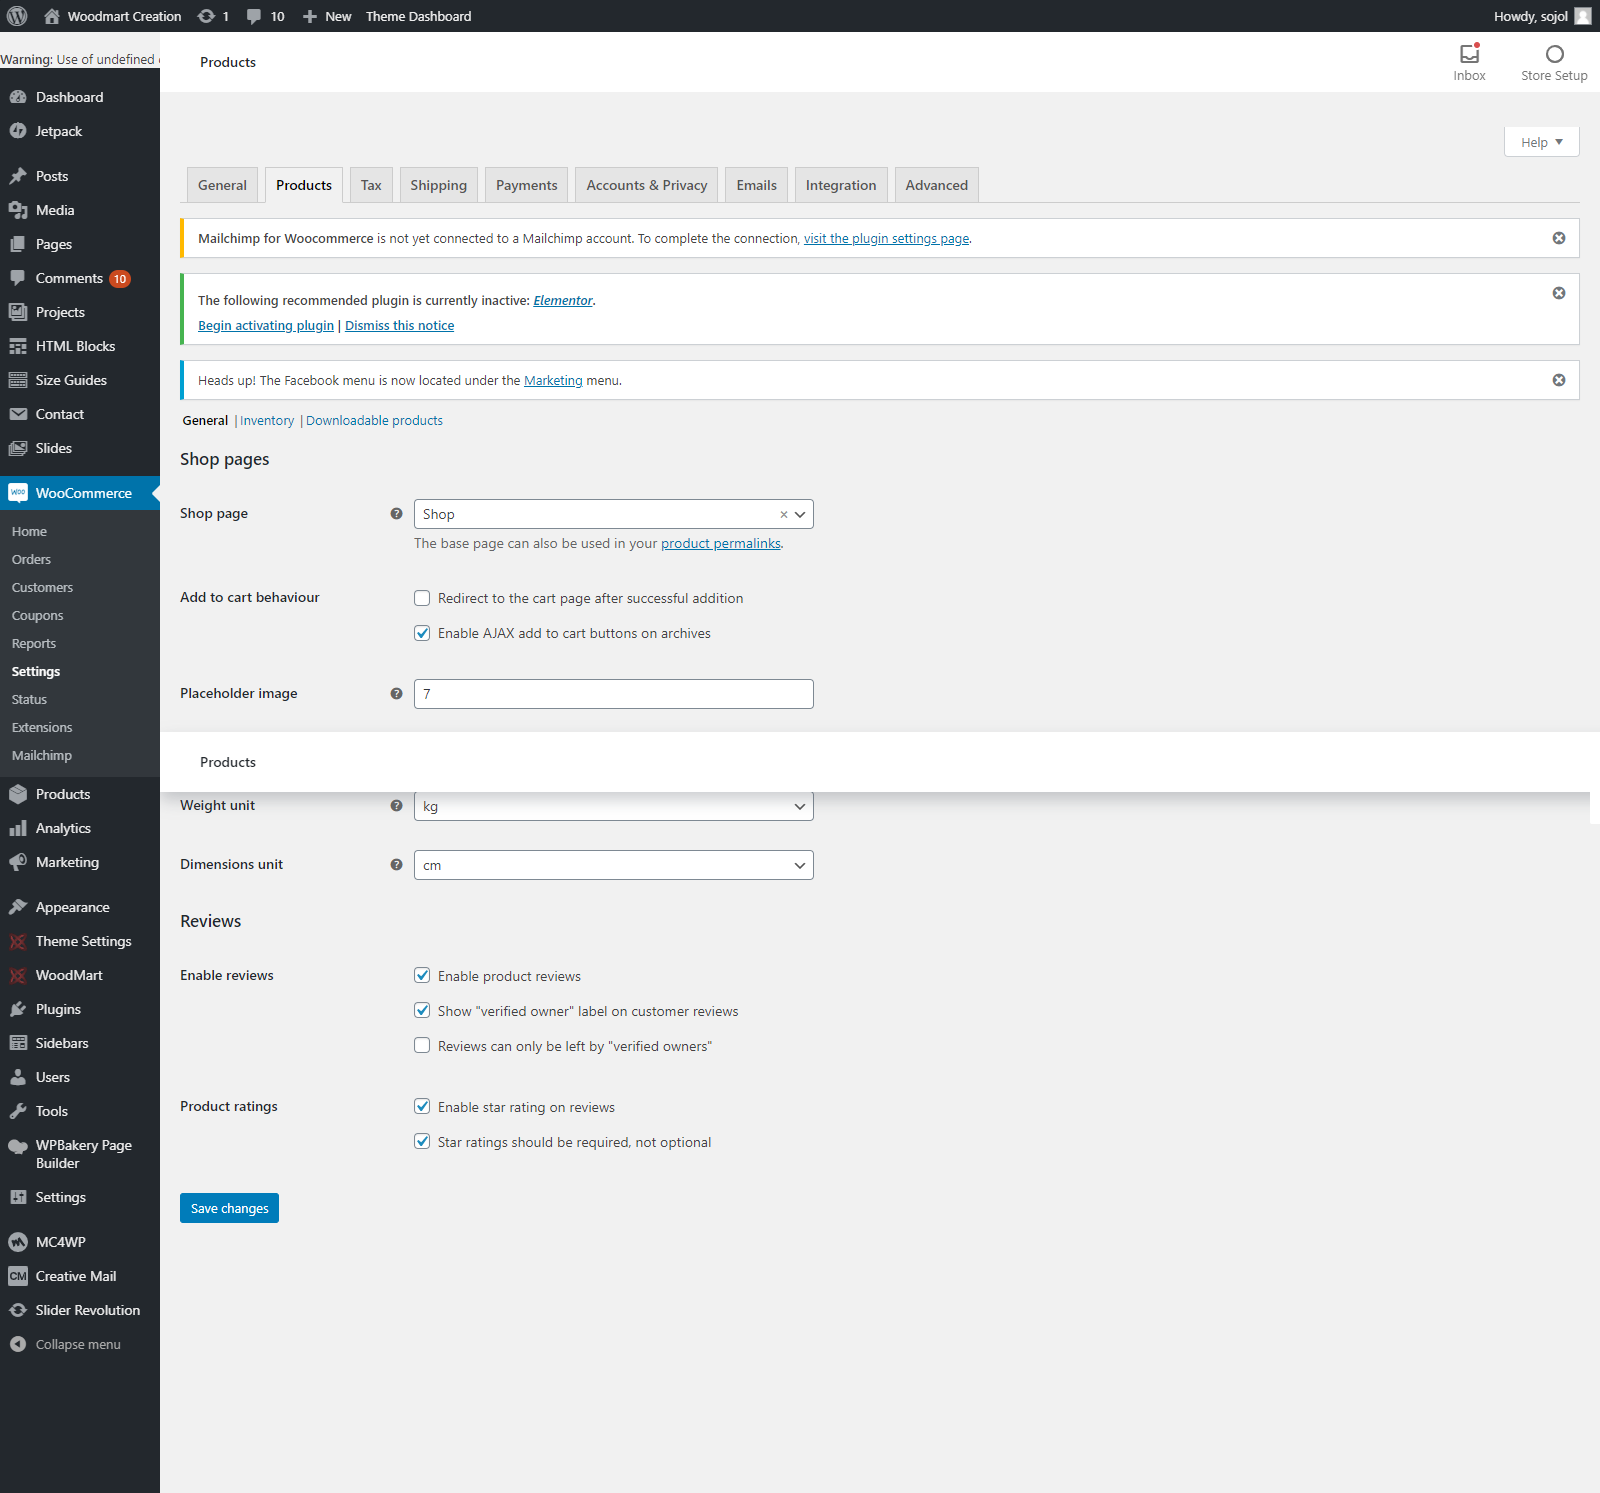 Woodmart Creation 1 10 New Theme Dashboard Howdy, sojol
Warning: Use of undefined
Products
Inbox
Store Setup
Help
General Products Tax Shipping Payments Accounts & Privacy Emails Integration Advanced
Mailchimp for Woocommerce is not yet connected to a Mailchimp account. To complete the connection, visit the plugin settings page.
The following recommended plugin is currently inactive: Elementor.
Begin activating plugin | Dismiss this notice
Heads up! The Facebook menu is now located under the Marketing menu.
General | Inventory | Downloadable products
Shop pages
Shop page ? Shop ×
The base page can also be used in your product permalinks.
Add to cart behaviour
Redirect to the cart page after successful addition
Enable AJAX add to cart buttons on archives
Placeholder image ? 7
Products
Weight unit ? kg
Dimensions unit ? cm
Reviews
Enable reviews
Enable product reviews
Show "verified owner" label on customer reviews
Reviews can only be left by "verified owners"
Product ratings
Enable star rating on reviews
Star ratings should be required, not optional
Save changes
Dashboard
Jetpack
Posts
Media
Pages
Comments 10
Projects
HTML Blocks
Size Guides
Contact
Slides
Woo WooCommerce
Home
Orders
Customers
Coupons
Reports
Settings
Status
Extensions
Mailchimp
Products
Analytics
Marketing
Appearance
Theme Settings
WoodMart
Plugins
Sidebars
Users
Tools
WPBakery Page
Builder
Settings
MC4WP
CM Creative Mail
Slider Revolution
Collapse menu